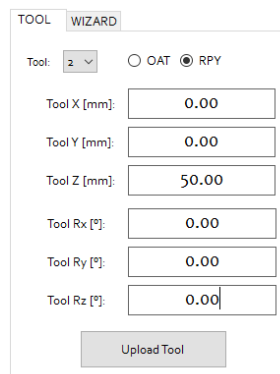 TOOL WIZARD
Tool: 2 OAT RPY
Tool X [mm]: 0.00
Tool Y [mm]: 0.00
Tool Z [mm]: 50.00
Tool Rx [º]: 0.00
Tool Ry [º]: 0.00
Tool Rz [º]: 0.00
Upload Tool